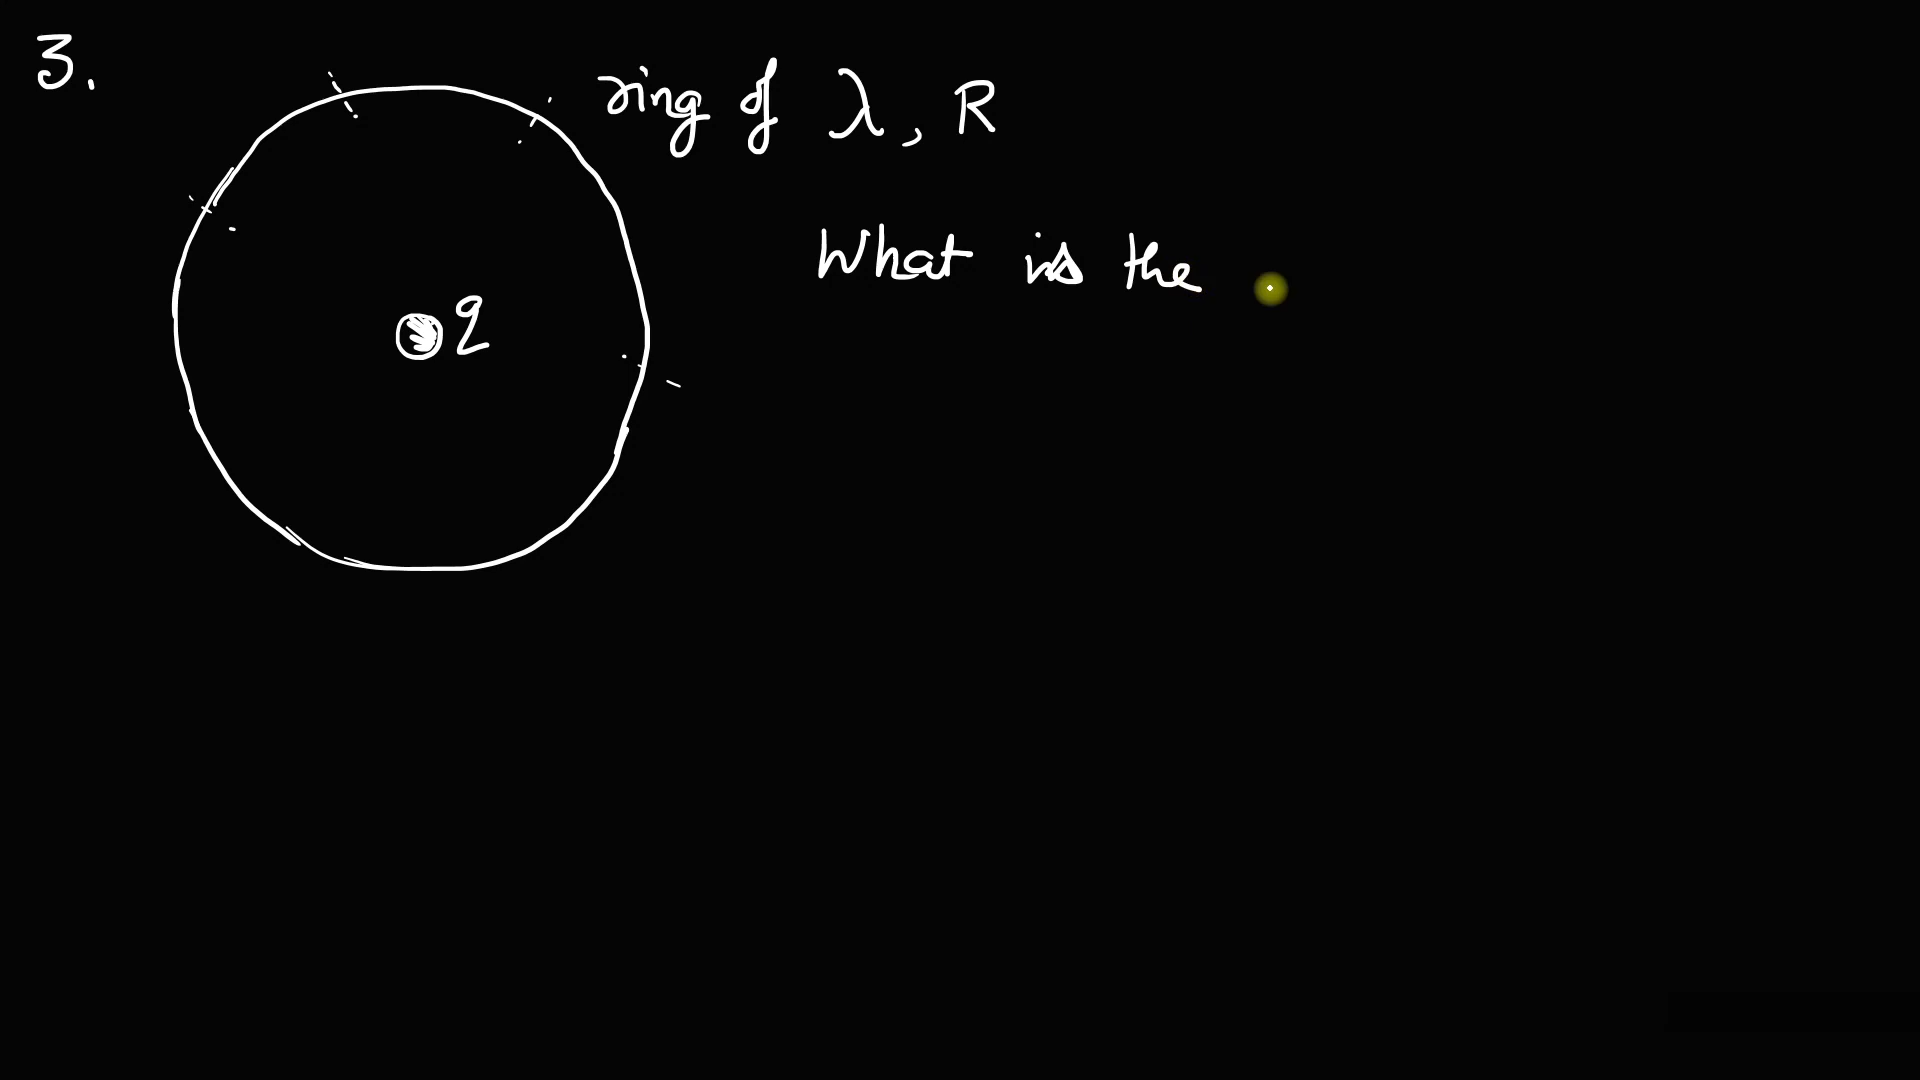 3.
ring of λ, R
What is the
q